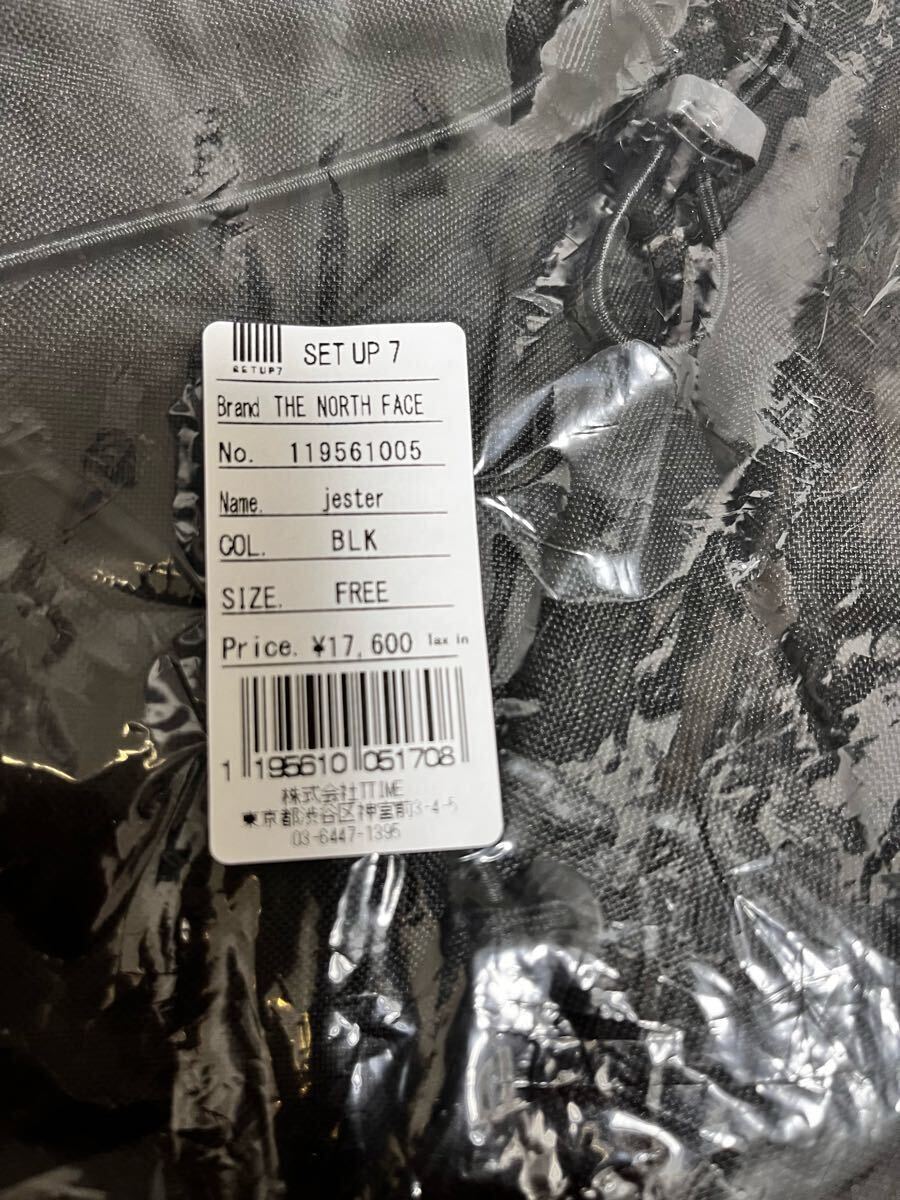 SET UP 7
SETUP7
Brand THE NORTH FACE
No. 119561005
Name. jester
COL. BLK
SIZE. FREE
Price. ¥17,600 Tax in
1 195610 051708
株式会社TTIME
東京都渋谷区神宮前3-4-5
03-6447-1395